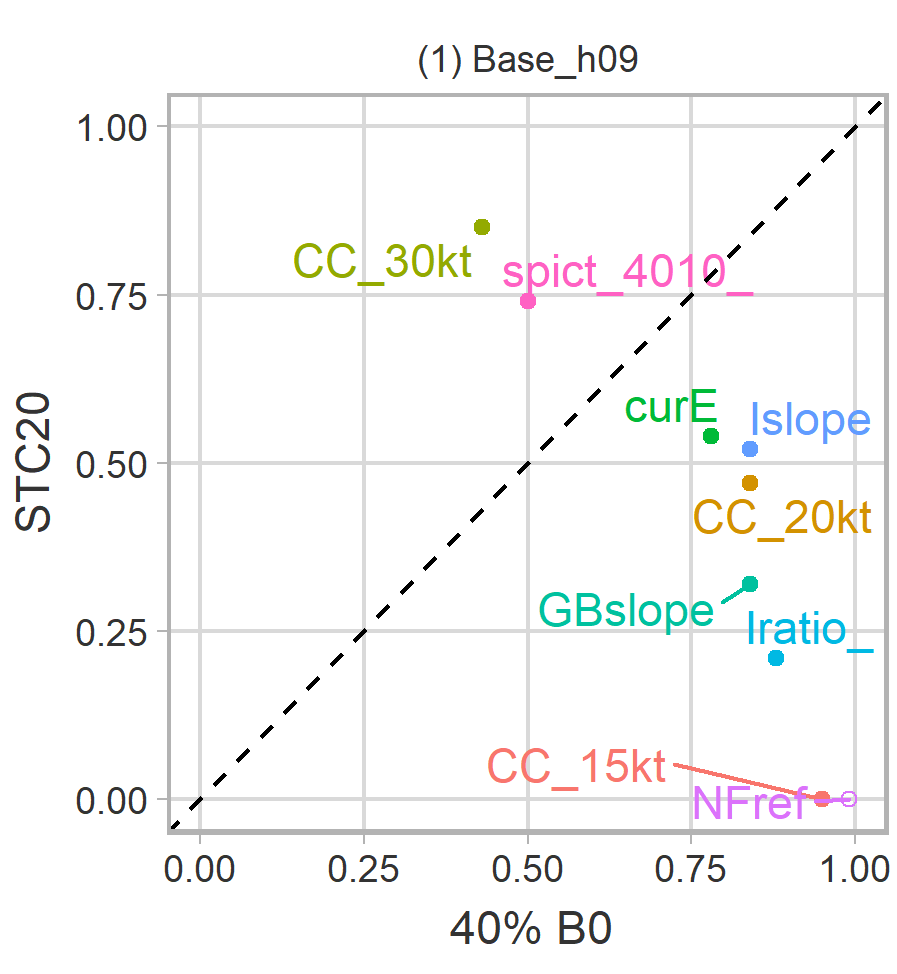 (1) Base_h09
1.00
CC_30kt
spict_4010_
0.75
curE
Islope
STC20
0.50
CC_20kt
GBslope
Iratio_
0.25
CC_15kt
NFref
0.00
0.00 0.25 0.50 0.75 1.00
40% B0